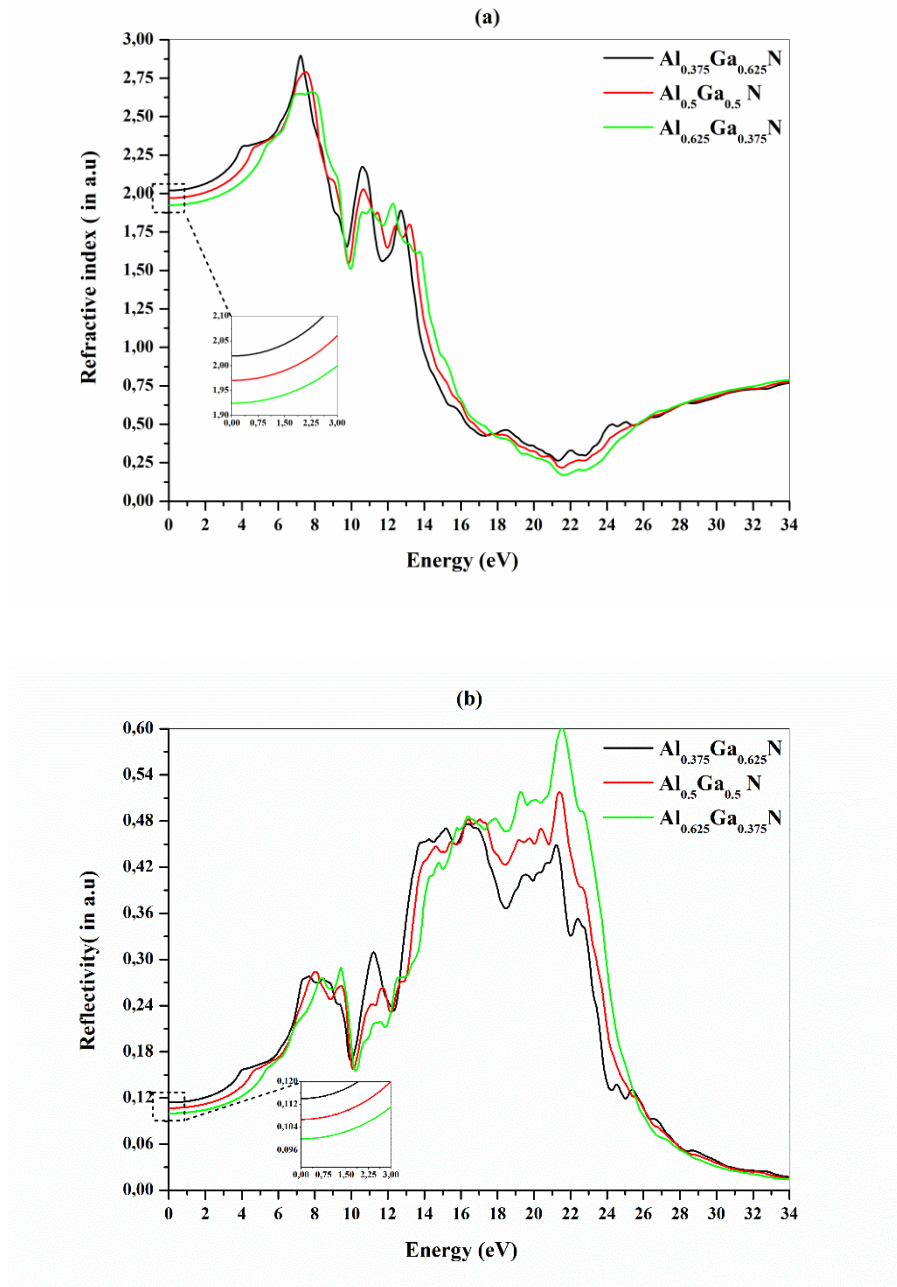 (a)
3,00
2,75
2,50
2,25
2,00
1,75
1,50
1,25
1,00
0,75
0,50
0,25
0,00
Refractive index ( in a.u)
Al0.375Ga0.625N
Al0.5Ga0.5 N
Al0.625Ga0.375N
2,10
2,05
2,00
1,95
1,90
0,00 0,75 1,50 2,25 3,00
0 2 4 6 8 10 12 14 16 18 20 22 24 26 28 30 32 34
Energy (eV)
(b)
0,60
0,54
0,48
0,42
0,36
0,30
0,24
0,18
0,12
0,06
0,00
Reflectivity( in a.u)
Al0.375Ga0.625N
Al0.5Ga0.5 N
Al0.625Ga0.375N
0,120
0,112
0,104
0,096
0,00 0,75 1,50 2,25 3,00
0 2 4 6 8 10 12 14 16 18 20 22 24 26 28 30 32 34
Energy (eV)